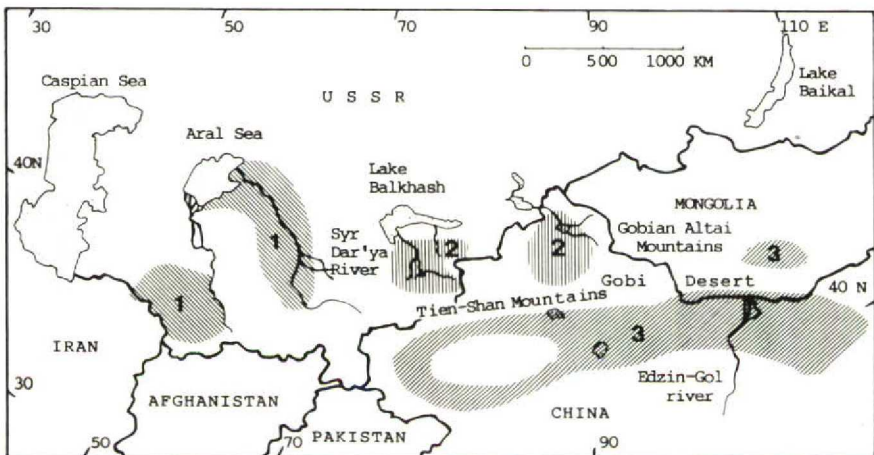 30 50 70 90 110 E
0 500 1000 KM
Caspian Sea
Lake
Baikal
U S S R
Aral Sea
40N
Lake
Balkhash
MONGOLIA
Gobian Altai
Mountains
1
Syr
Dar'ya
River
2
2
3
1
Gobi Desert
40 N
Tien-Shan Mountains
3
IRAN
30
Edzin-Gol
river
AFGHANISTAN
CHINA
PAKISTAN
50 70 90